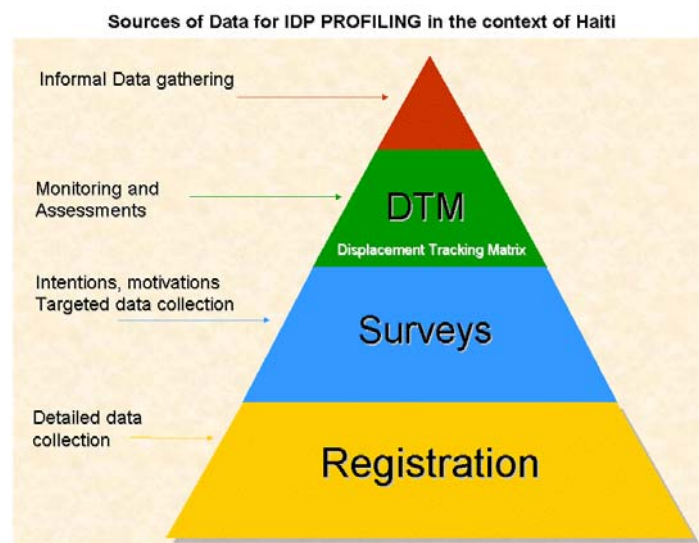 Sources of Data for IDP PROFILING in the context of Haiti
Informal Data gathering
Monitoring and
Assessments
DTM
Displacement Tracking Matrix
Intentions, motivations
Targeted data collection
Surveys
Detailed data
collection
Registration